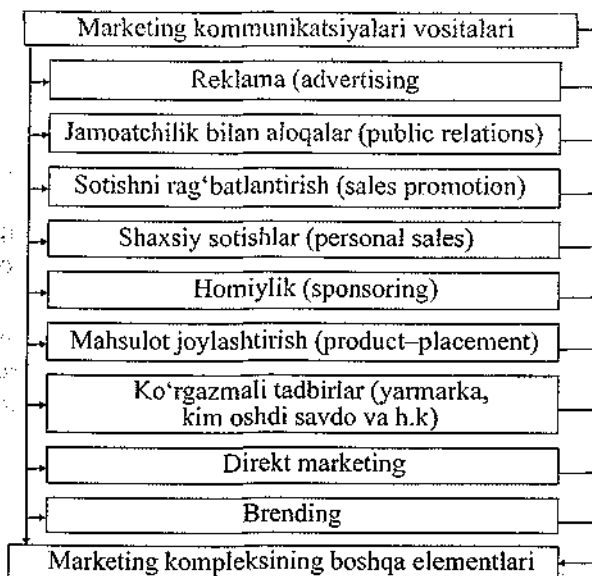 Marketing kommunikatsiyalari vositalari
Reklama (advertising
Jamoatchilik bilan aloqalar (public relations)
Sotishni rag‘batlantirish (sales promotion)
Shaxsiy sotishlar (personal sales)
Homiylik (sponsoring)
Mahsulot joylashtirish (product–placement)
Ko‘rgazmali tadbirlar (yarmarka,
kim oshdi savdo va h.k)
Direkt marketing
Brending
Marketing kompleksining boshqa elementlari